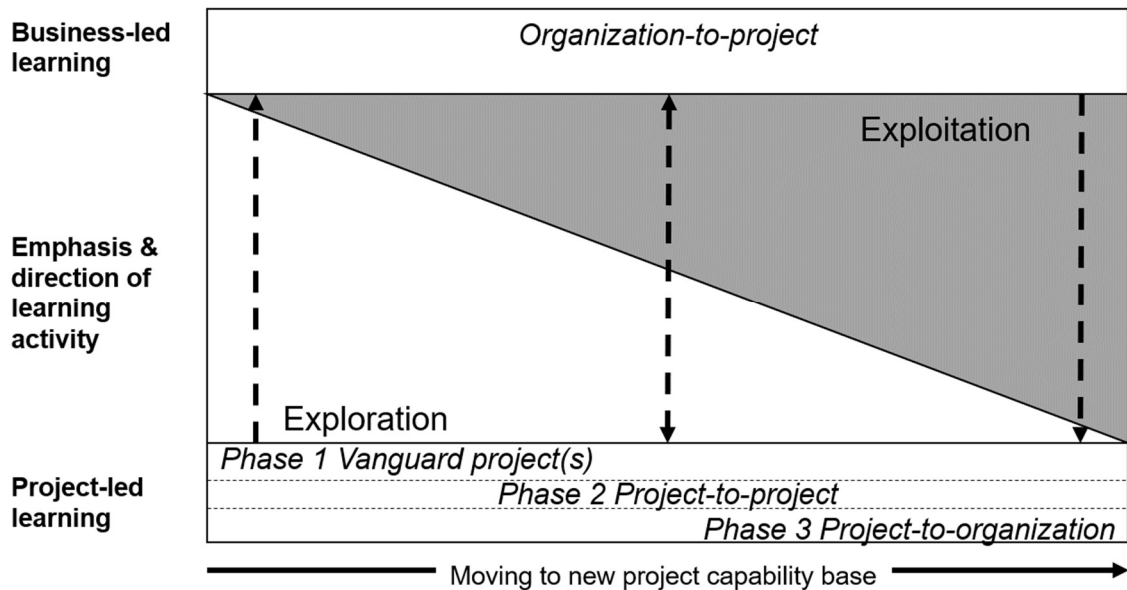 Business-led
learning
Organization-to-project
Exploitation
Emphasis &
direction of
learning
activity
Exploration
Project-led
learning
Phase 1 Vanguard project(s)
Phase 2 Project-to-project
Phase 3 Project-to-organization
Moving to new project capability base